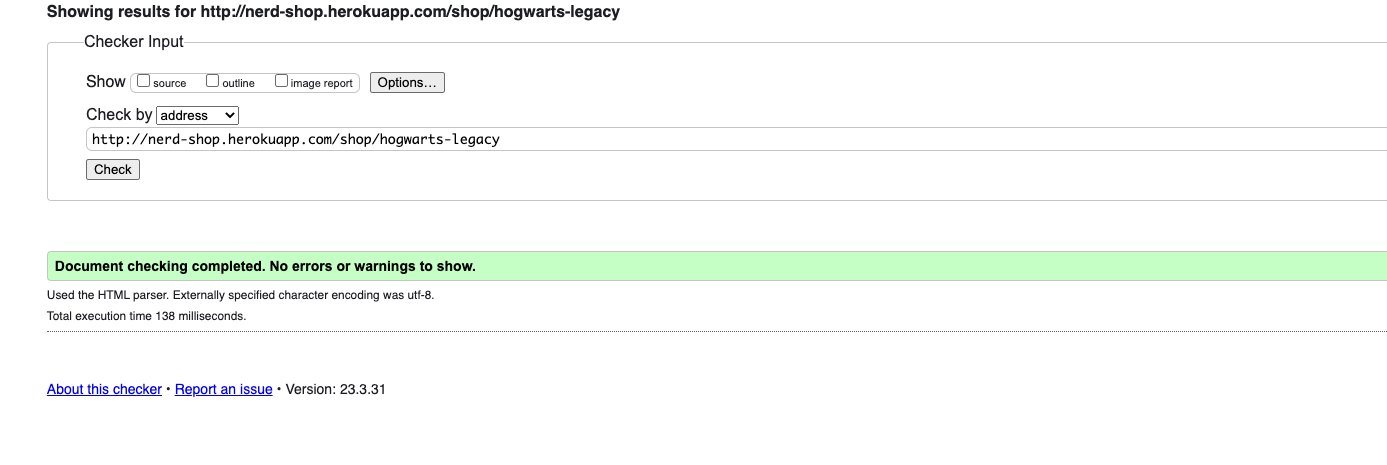 Showing results for http://nerd-shop.herokuapp.com/shop/hogwarts-legacy
Checker Input
Show source outline image report Options...
Check by address
http://nerd-shop.herokuapp.com/shop/hogwarts-legacy
Check
Document checking completed. No errors or warnings to show.
Used the HTML parser. Externally specified character encoding was utf-8.
Total execution time 138 milliseconds.
About this checker • Report an issue • Version: 23.3.31